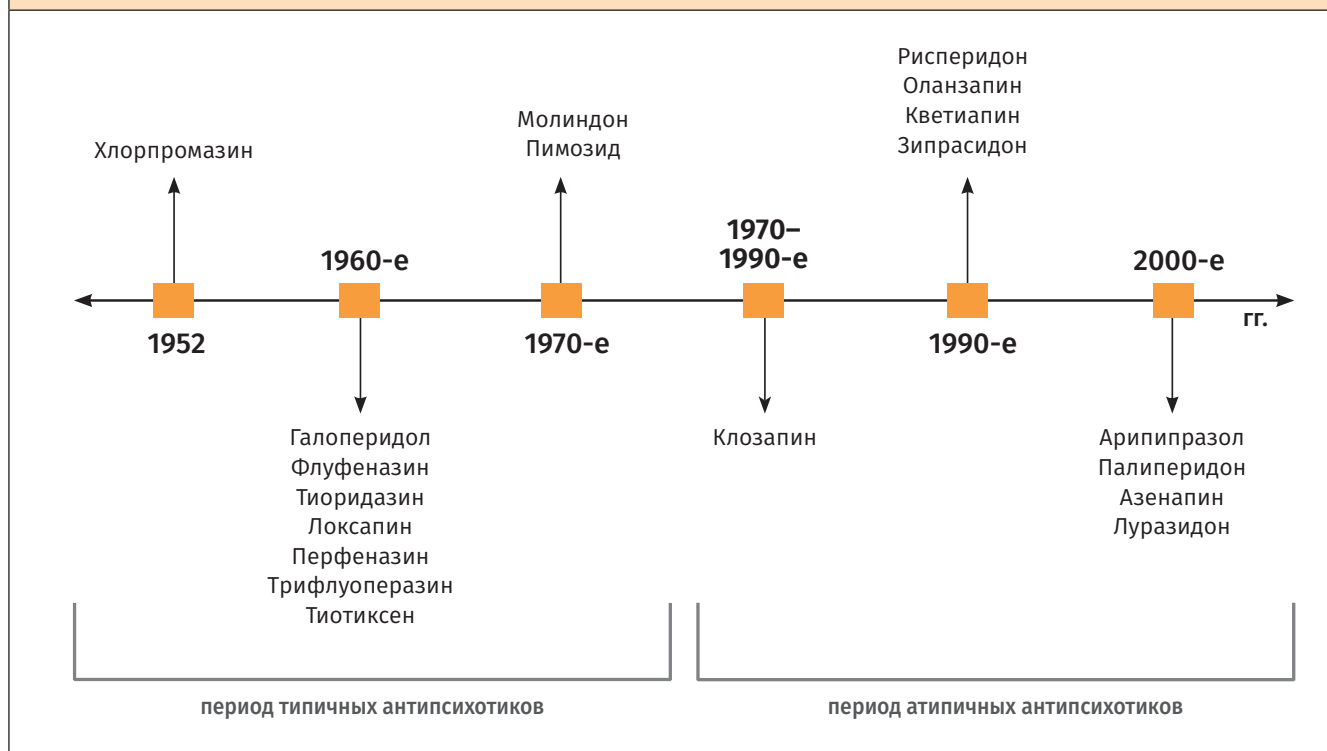 Хлорпромазин
1952
1960-е
Галоперидол
Флуфеназин
Тиоридазин
Локсапин
Перфеназин
Трифлуоперазин
Тиотиксен
Молиндон
Пимозид
1970-е
1970–
1990-е
Клозапин
Рисперидон
Оланзапин
Кветиапин
Зипрасидон
1990-е
2000-е
гг.
Арипипразол
Палиперидон
Азенапин
Луразидон
период типичных антипсихотиков
период атипичных антипсихотиков